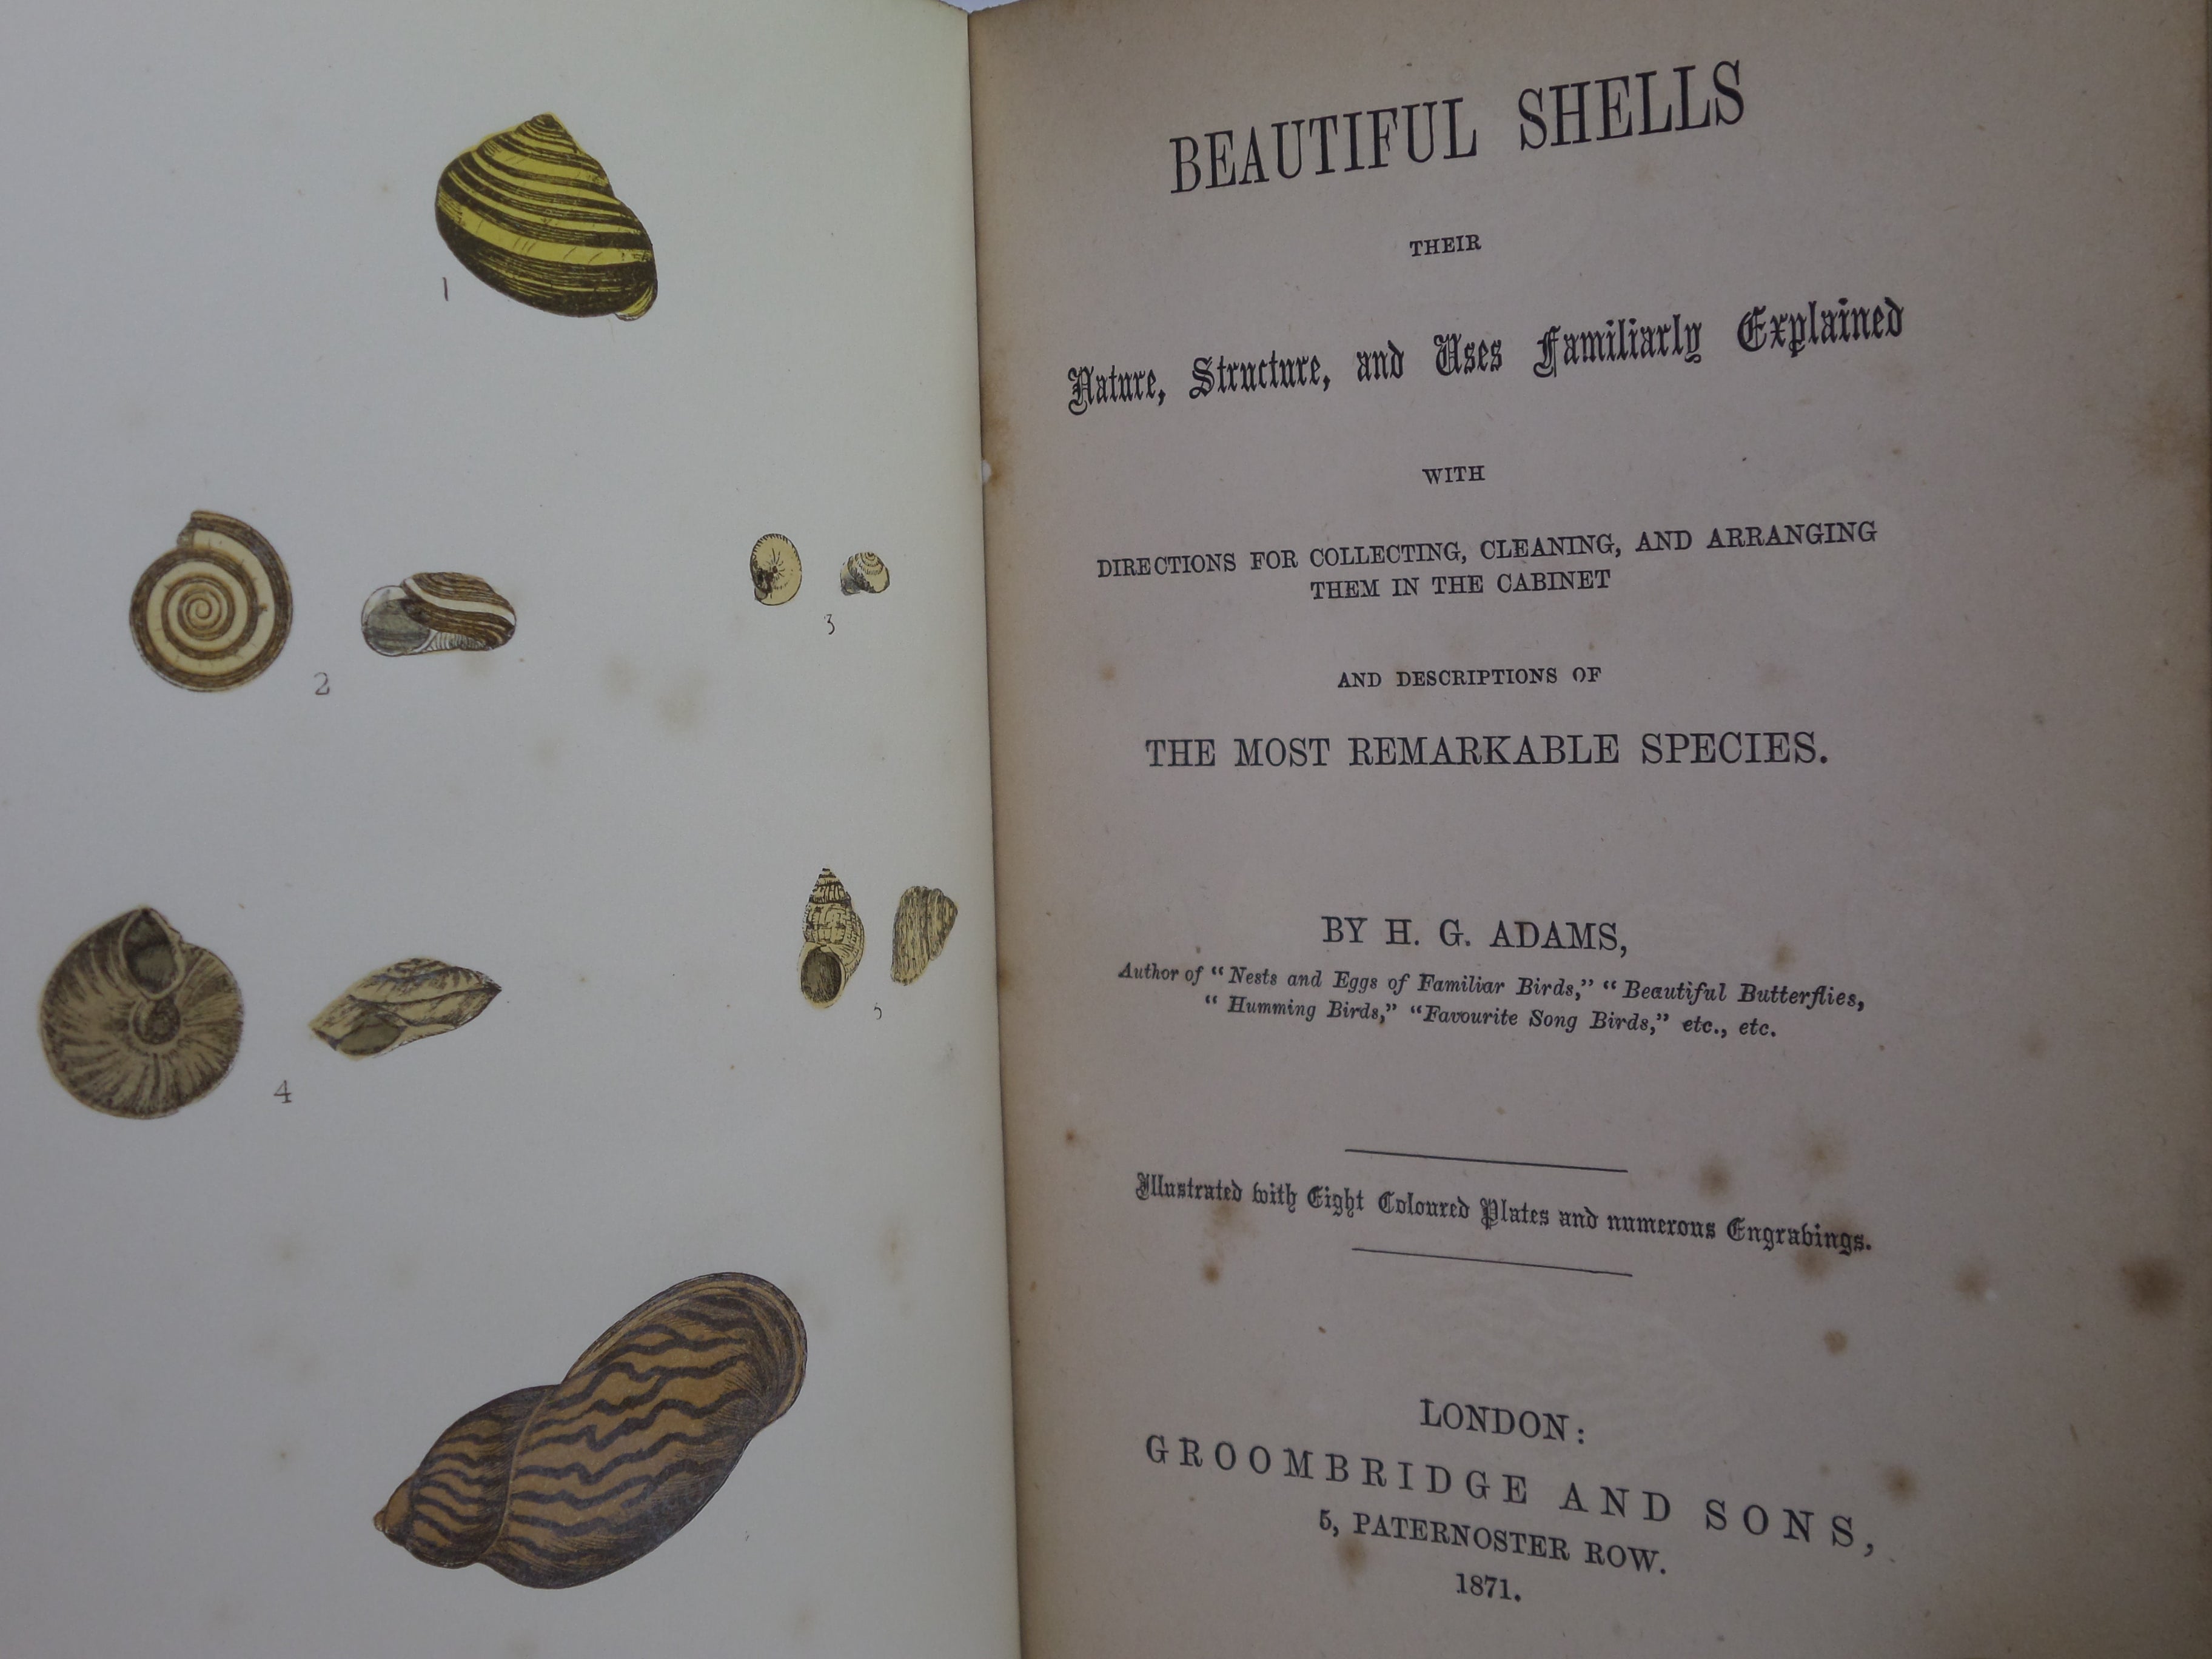 1
2
3
4
5
BEAUTIFUL SHELLS
THEIR
Nature, Structure, and Uses Familiarly Explained
WITH
DIRECTIONS FOR COLLECTING, CLEANING, AND ARRANGING
THEM IN THE CABINET
AND DESCRIPTIONS OF
THE MOST REMARKABLE SPECIES.
BY H. G. ADAMS,
Author of "Nests and Eggs of Familiar Birds," "Beautiful Butterflies,
"Humming Birds," "Favourite Song Birds," etc., etc.
Illustrated with Eight Coloured Plates and numerous Engravings.
LONDON:
GROOMBRIDGE AND SONS,
5, PATERNOSTER ROW.
1871.